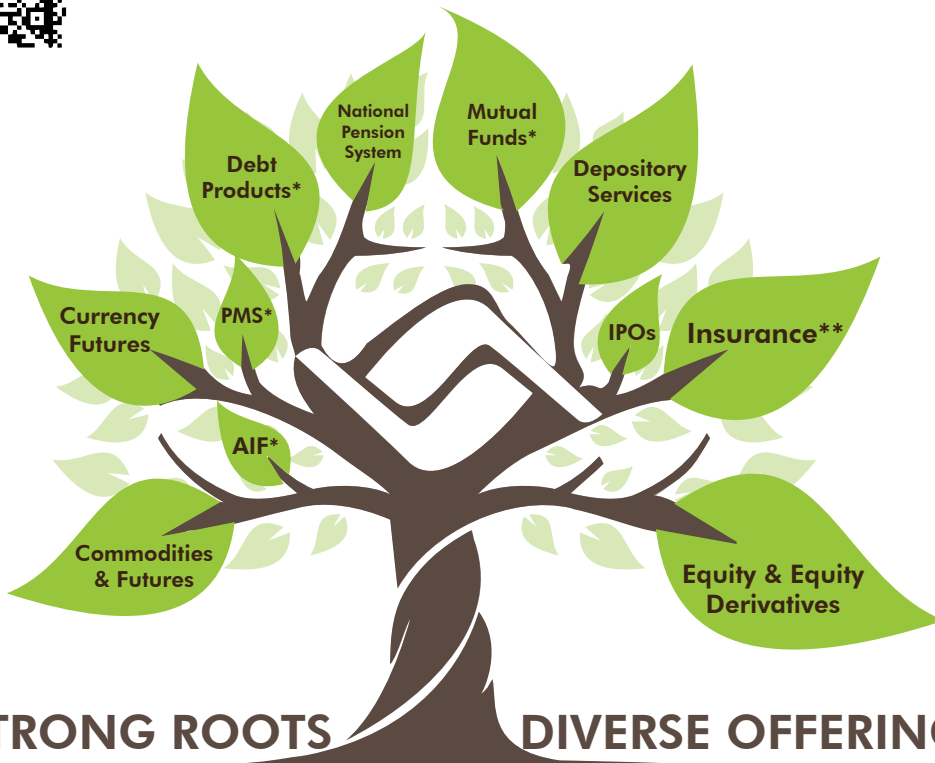 National
Pension
System
Mutual
Funds*
Debt
Products*
Depository
Services
Currency
Futures
PMS*
IPOs
Insurance**
AIF*
Commodities
& Futures
Equity & Equity
Derivatives
TRONG ROOTS
DIVERSE OFFERING